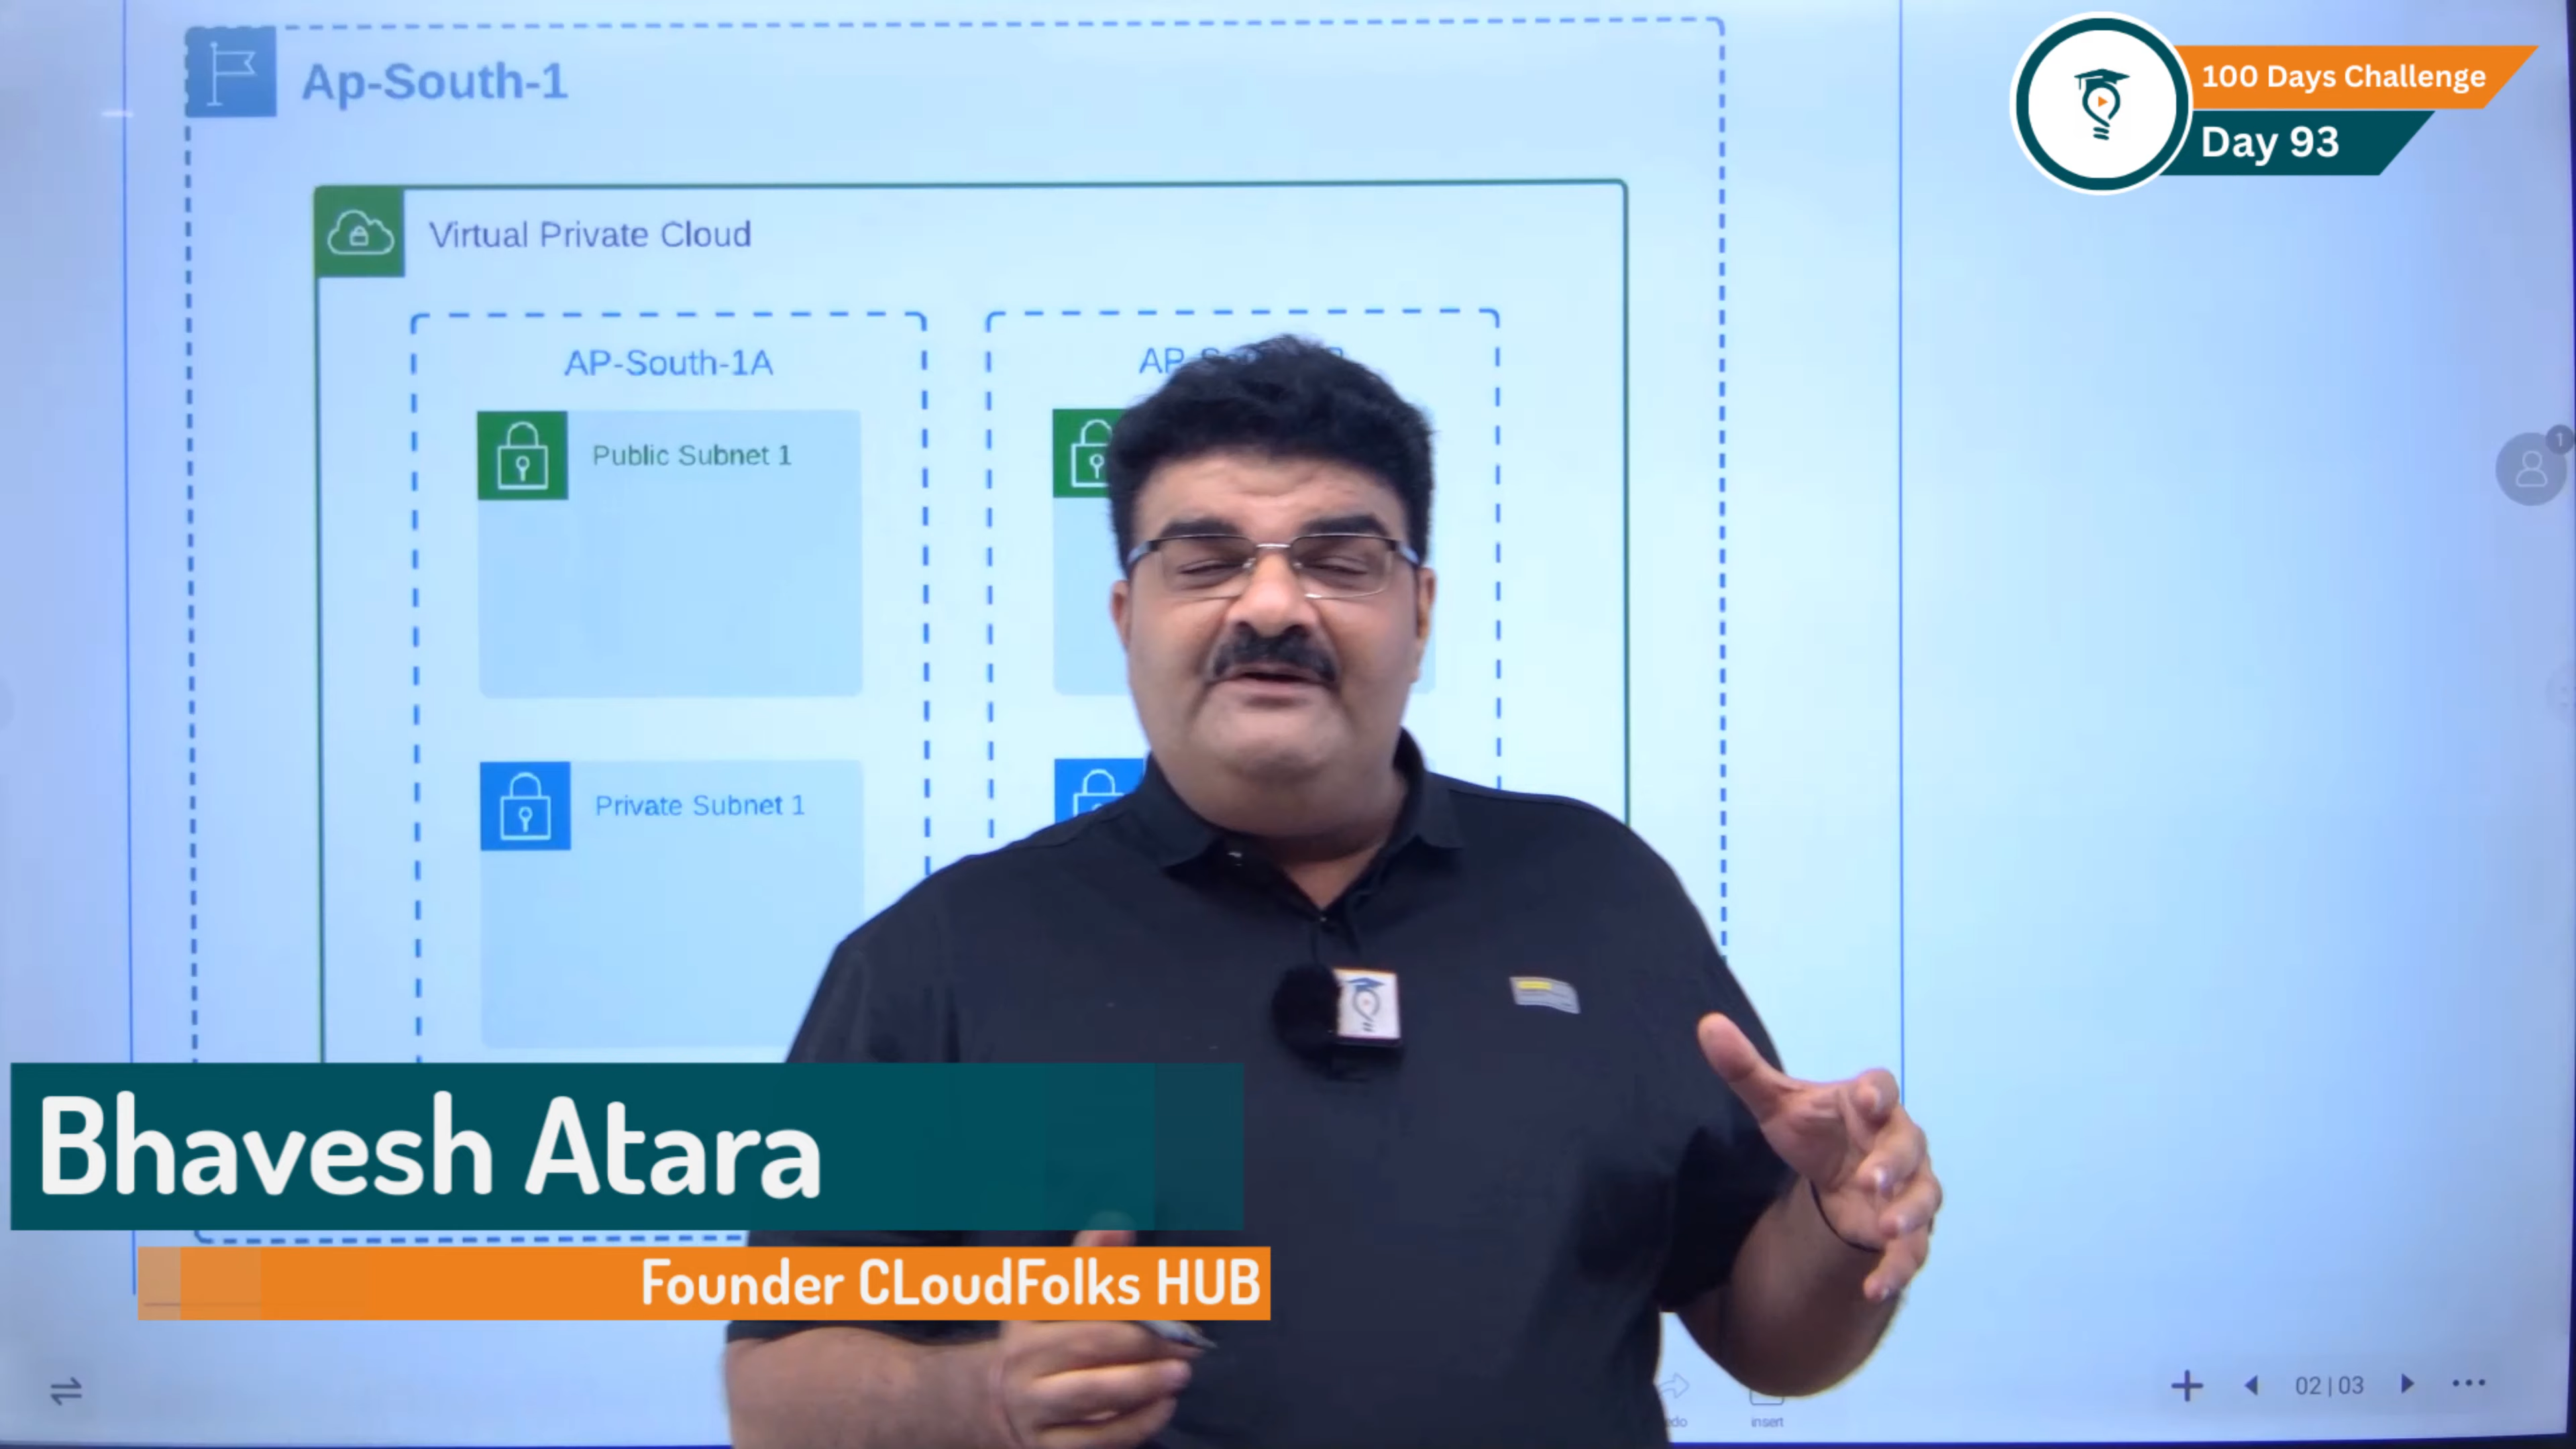 Ap-South-1
100 Days Challenge
Day 93
Virtual Private Cloud
AP-South-1A
Public Subnet 1
Private Subnet 1
Bhavesh Atara
Founder CLoudFolks HUB
1
02|03
insert